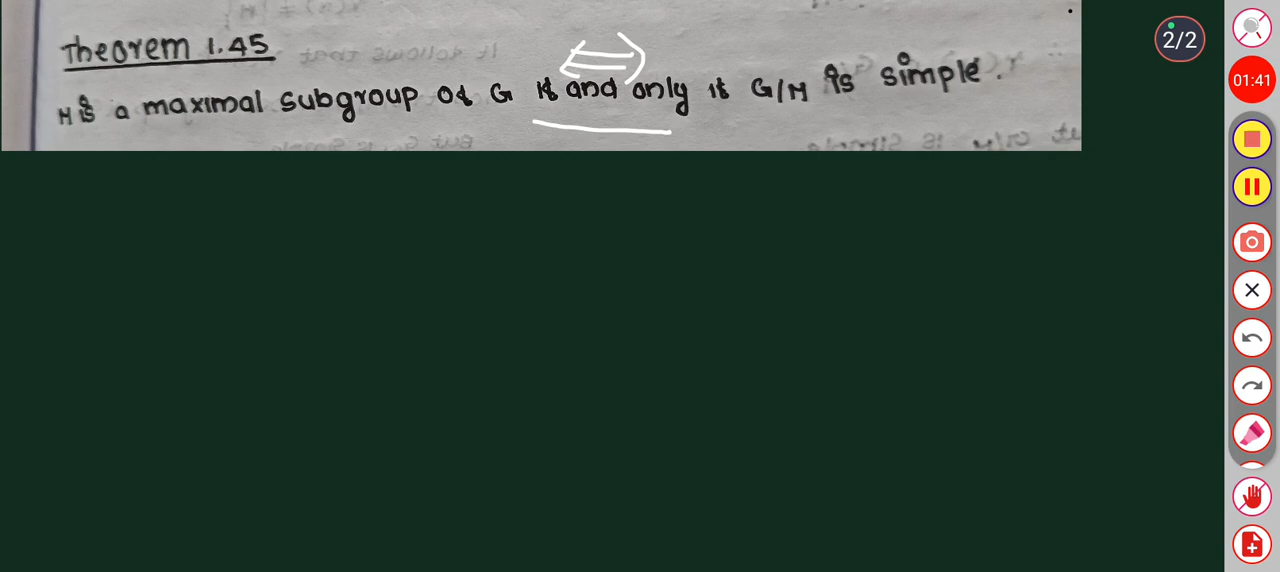 Theorem 1.45
M is a maximal subgroup of G if and only if G/M is simple.
2/2
01:41